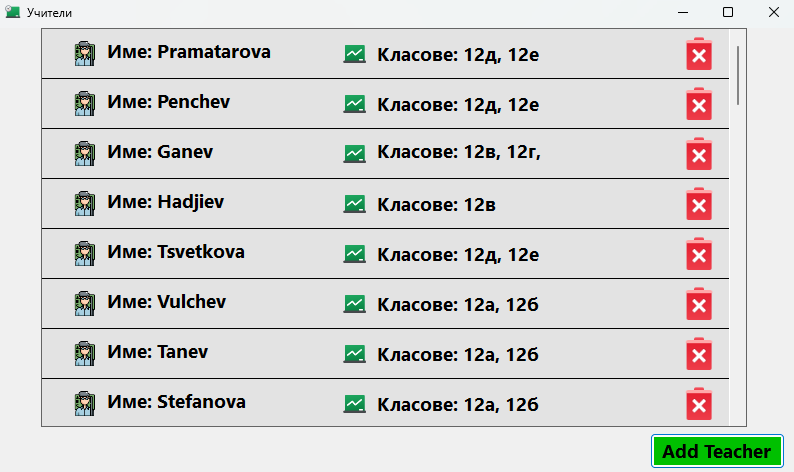 Учители
Име: Pramatarova Класове: 12д, 12е
Име: Penchev Класове: 12д, 12е
Име: Ganev Класове: 12в, 12г,
Име: Hadjiev Класове: 12в
Име: Tsvetkova Класове: 12д, 12е
Име: Vulchev Класове: 12а, 12б
Име: Tanev Класове: 12а, 12б
Име: Stefanova Класове: 12а, 12б
Add Teacher